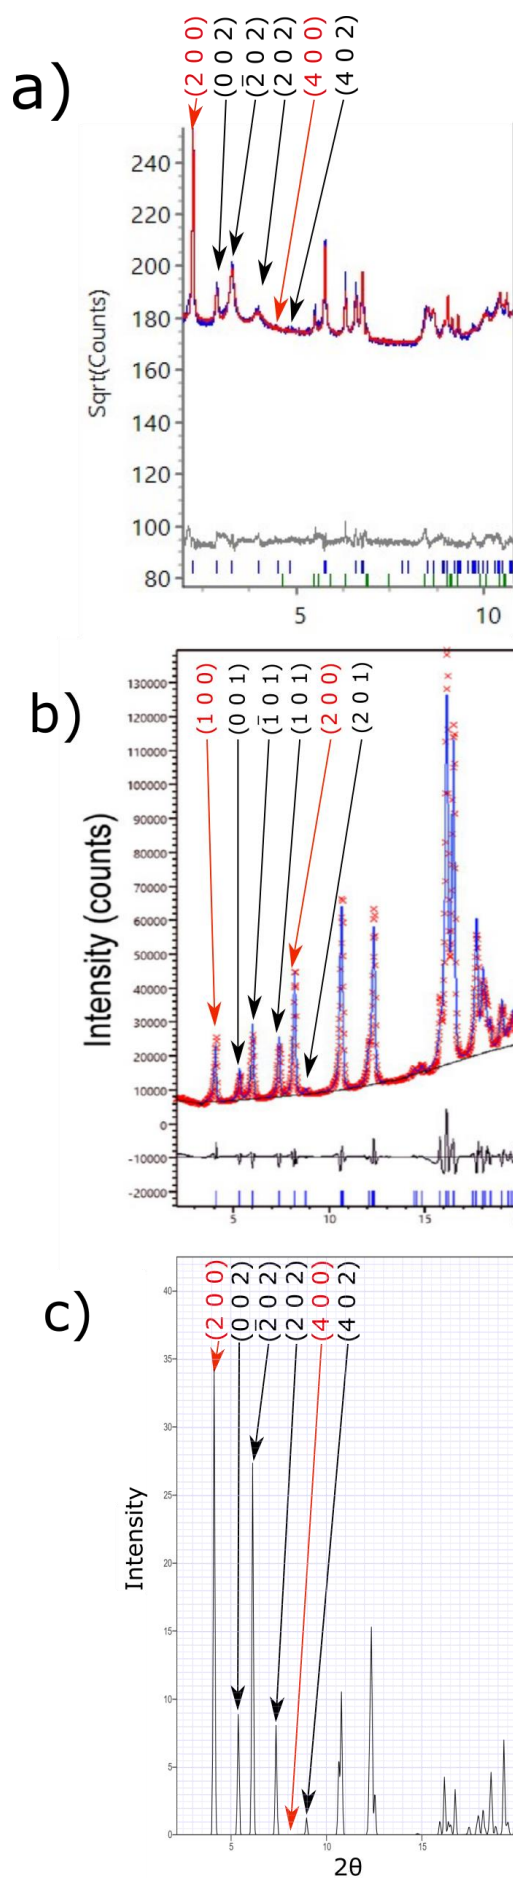 a)
(2 0 0)
(0 0 2)
(2̅ 0 2)
(2 0 2)
(4 0 0)
(4 0 2)
Sqrt(Counts)
240
220
200
180
160
140
120
100
80
5
10
b)
(1 0 0)
(0 0 1)
(1̅ 0 1)
(1 0 1)
(2 0 0)
(2 0 1)
Intensity (counts)
130000
120000
110000
100000
90000
80000
70000
60000
50000
40000
30000
20000
10000
0
-10000
-20000
5
10
15
c)
(2 0 0)
(0 0 2)
(2̅ 0 2)
(2 0 2)
(4 0 0)
(4 0 2)
Intensity
40
35
30
25
20
15
10
5
0
5
10
15
2θ